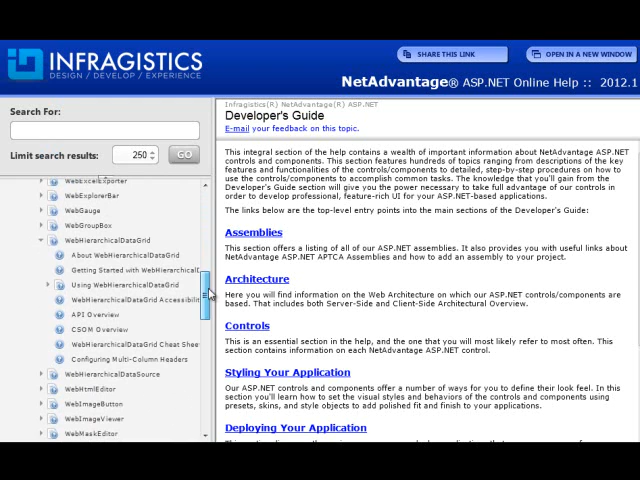 INFRAGISTICS
DESIGN / DEVELOP / EXPERIENCE
SHARE THIS LINK
OPEN IN A NEW WINDOW
NetAdvantage® ASP.NET Online Help :: 2012.1
Search For:
Limit search results:
250
GO
WebExcelExporter
WebExplorerBar
WebGauge
WebGroupBox
WebHierarchicalDataGrid
About WebHierarchicalDataGrid
Getting Started with WebHierarchicalD
Using WebHierarchicalDataGrid
WebHierarchicalDataGrid Accessibilit
API Overview
CSOM Overview
WebHierarchicalDataGrid Cheat Shee
Configuring Multi-Column Headers
WebHierarchicalDataSource
WebHtmlEditor
WebImageButton
WebImageViewer
WebMaskEditor
Infragistics(R) NetAdvantage(R) ASP.NET
Developer's Guide
E-mail your feedback on this topic.
This integral section of the help contains a wealth of important information about NetAdvantage ASP.NET
controls and components. This section features hundreds of topics ranging from descriptions of the key
features and functionalities of the controls/components to detailed, step-by-step procedures on how to
use the controls/components to accomplish common tasks. The knowledge that you'll gain from the
Developer's Guide section will give you the power necessary to take full advantage of our controls in
order to develop professional, feature-rich UI for your ASP.NET-based applications.
The links below are the top-level entry points into the main sections of the Developer's Guide:
Assemblies
This section offers a listing of all of our ASP.NET assemblies. It also provides you with useful links about
NetAdvantage ASP.NET APTCA Assemblies and how to add an assembly to your project.
Architecture
Here you will find information on the Web Architecture on which our ASP.NET controls/components are
based. That includes both Server-Side and Client-Side Architectural Overview.
Controls
This is an essential section in the help, and the one that you will most likely refer to most often. This
section contains information on each NetAdvantage ASP.NET control.
Styling Your Application
Our ASP.NET controls and components offer a number of ways for you to define their look feel. In this
section you'll learn how to set the visual styles and behaviors of the controls and components using
presets, skins, and style objects to add polished fit and finish to your applications.
Deploying Your Application